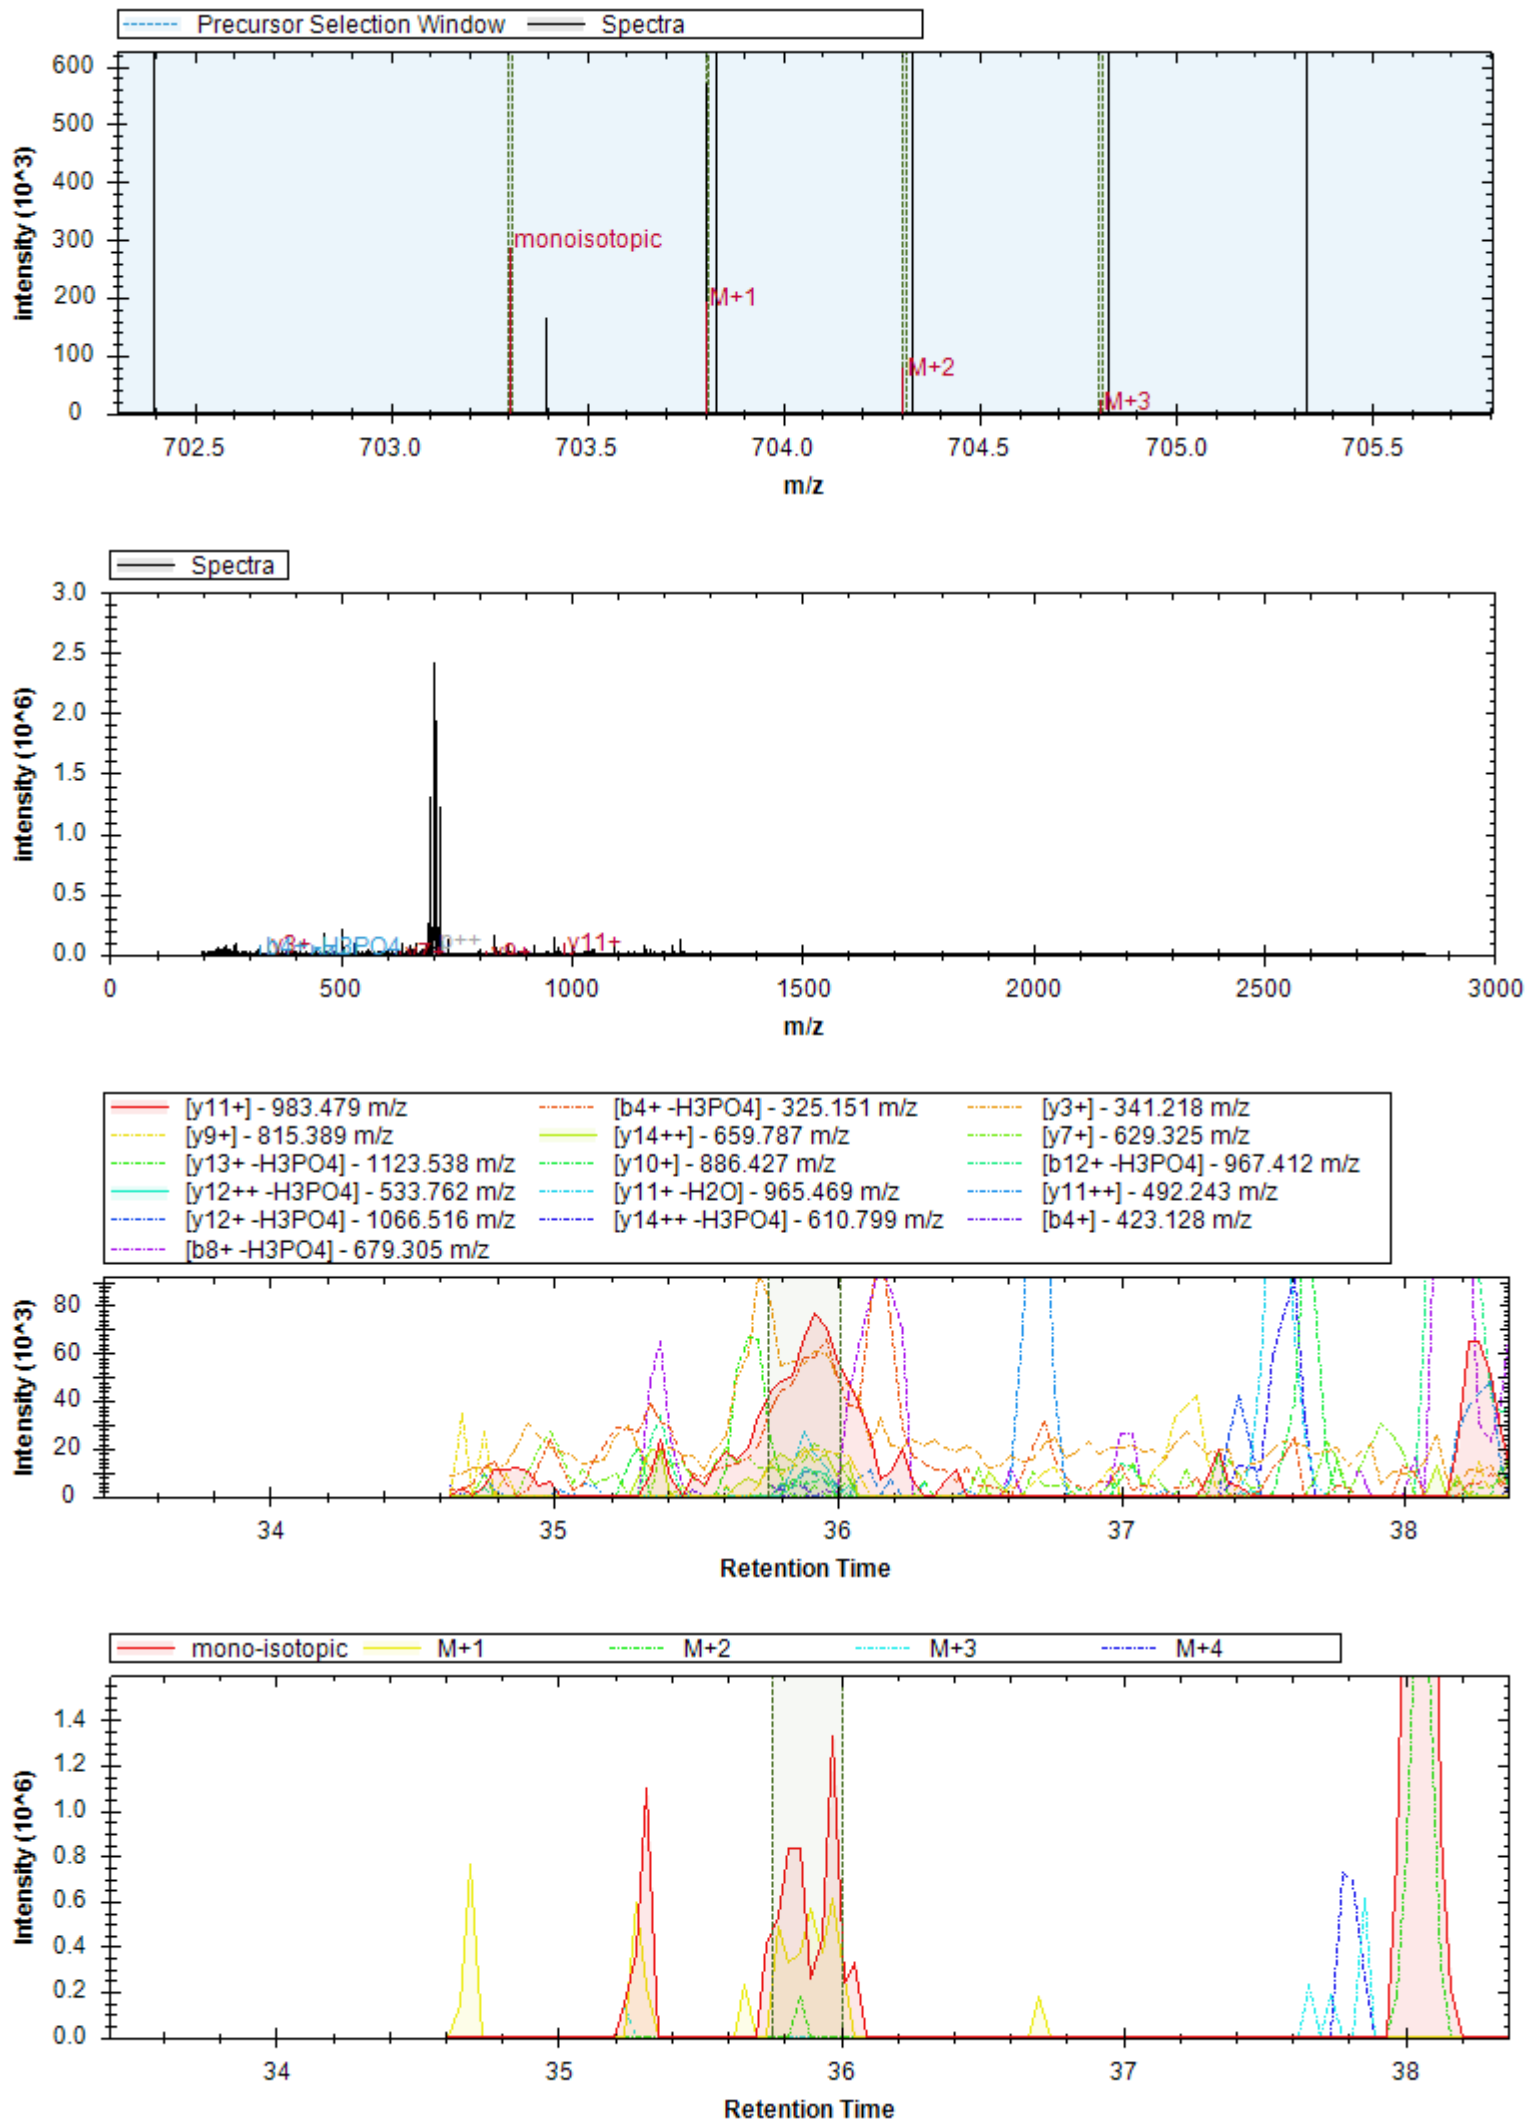 Precursor Selection Window Spectra
600
500
400
300
200
100
0
intensity (10^3)
monoisotopic
M+1
M+2
M+3
702.5 703.0 703.5 704.0 704.5 705.0 705.5
m/z
Spectra
3.0
2.5
2.0
1.5
1.0
0.5
0.0
intensity (10^6)
y3+
b4+ -H3PO4
y7+
p++
y9+
y11+
0 500 1000 1500 2000 2500 3000
m/z
[y11+] - 983.479 m/z [b4+ -H3PO4] - 325.151 m/z [y3+] - 341.218 m/z
[y9+] - 815.389 m/z [y14++] - 659.787 m/z [y7+] - 629.325 m/z
[y13+ -H3PO4] - 1123.538 m/z [y10+] - 886.427 m/z [b12+ -H3PO4] - 967.412 m/z
[y12++ -H3PO4] - 533.762 m/z [y11+ -H2O] - 965.469 m/z [y11++] - 492.243 m/z
[y12+ -H3PO4] - 1066.516 m/z [y14++ -H3PO4] - 610.799 m/z [b4+] - 423.128 m/z
[b8+ -H3PO4] - 679.305 m/z
80
60
40
20
0
Intensity (10^3)
34 35 36 37 38
Retention Time
mono-isotopic M+1 M+2 M+3 M+4
1.4
1.2
1.0
0.8
0.6
0.4
0.2
0.0
Intensity (10^6)
34 35 36 37 38
Retention Time